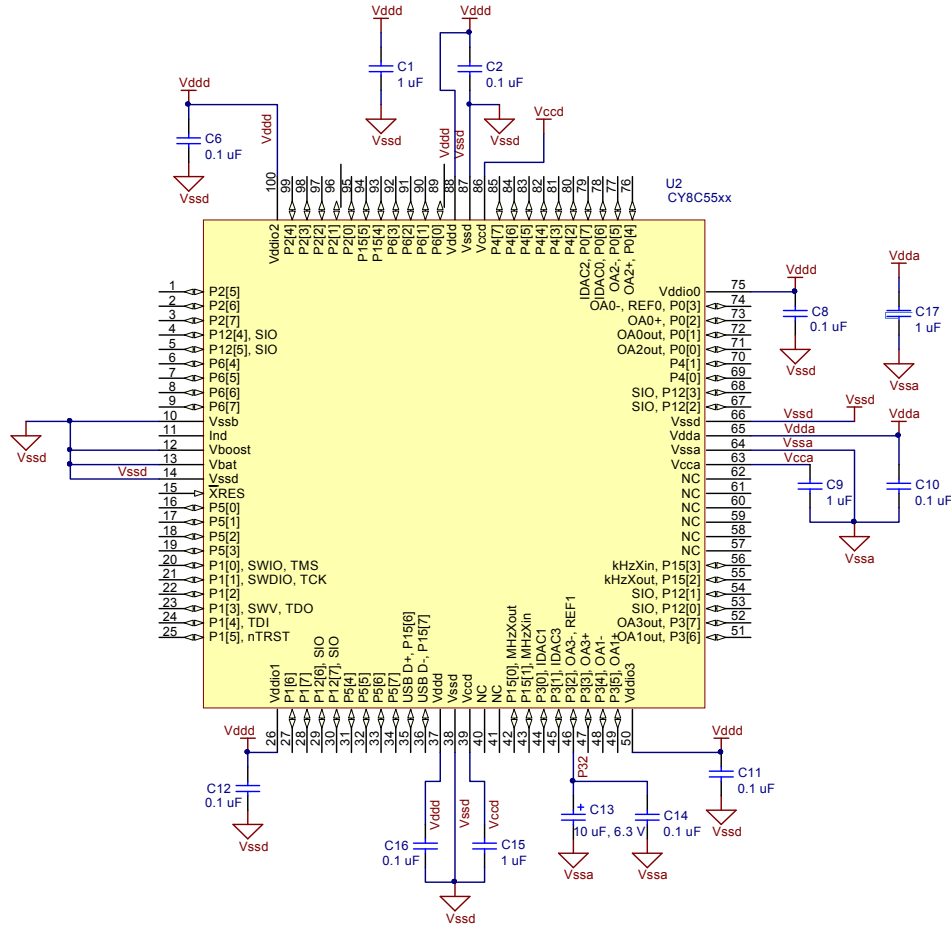 Vddd
C1
1 uF
Vssd
Vddd
C2
0.1 uF
Vssd
Vccd
Vddd
C6
0.1 uF
Vssd
Vddd
Vddd
Vssd
U2
CY8C55xx
100 Vddio2
99 P2[4]
98 P2[3]
97 P2[2]
96 P2[1]
95 P2[0]
94 P15[5]
93 P15[4]
92 P6[3]
91 P6[2]
90 P6[1]
89 P6[0]
88 Vddd
87 Vssd
86 Vccd
85 P4[7]
84 P4[6]
83 P4[5]
82 P4[4]
81 P4[3]
80 P4[2]
79 IDAC2, P0[7]
78 IDAC0, P0[6]
77 OA2-, P0[5]
76 OA2+, P0[4]
1 P2[5]
2 P2[6]
3 P2[7]
4 P12[4], SIO
5 P12[5], SIO
6 P6[4]
7 P6[5]
8 P6[6]
9 P6[7]
10 Vssb
11 Ind
12 Vboost
13 Vbat
14 Vssd
15 XRES
16 P5[0]
17 P5[1]
18 P5[2]
19 P5[3]
20 P1[0], SWIO, TMS
21 P1[1], SWDIO, TCK
22 P1[2]
23 P1[3], SWV, TDO
24 P1[4], TDI
25 P1[5], nTRST
Vssd
Vssd
Vddio0 75
OA0-, REF0, P0[3] 74
OA0+, P0[2] 73
OA0out, P0[1] 72
OA2out, P0[0] 71
P4[1] 70
P4[0] 69
SIO, P12[3] 68
SIO, P12[2] 67
Vssd 66
Vdda 65
Vssa 64
Vcca 63
NC 62
NC 61
NC 60
NC 59
NC 58
NC 57
kHzXin, P15[3] 56
kHzXout, P15[2] 55
SIO, P12[1] 54
SIO, P12[0] 53
OA3out, P3[7] 52
OA1out, P3[6] 51
Vddd
C8
0.1 uF
Vssd
Vdda
C17
1 uF
Vssa
Vssd
Vssd
Vdda
Vdda
Vssa
Vcca
C9
1 uF
C10
0.1 uF
Vssa
26 Vddio1
27 P1[6]
28 P1[7]
29 P12[6], SIO
30 P12[7], SIO
31 P5[4]
32 P5[5]
33 P5[6]
34 P5[7]
35 USB D+, P15[6]
36 USB D-, P15[7]
37 Vddd
38 Vssd
39 Vccd
40 NC
41 NC
42 P15[0], MHzXout
43 P15[1], MHzXin
44 P3[0], IDAC1
45 P3[1], IDAC3
46 P3[2], OA3-, REF1
47 P3[3], OA3+
48 P3[4], OA1-
49 P3[5], OA1+
50 Vddio3
Vddd
C12
0.1 uF
Vssd
Vddd
Vssd
Vccd
C16
0.1 uF
C15
1 uF
Vssd
P32
+
C13
10 uF, 6.3 V
Vssa
C14
0.1 uF
Vssa
Vddd
C11
0.1 uF
Vssd